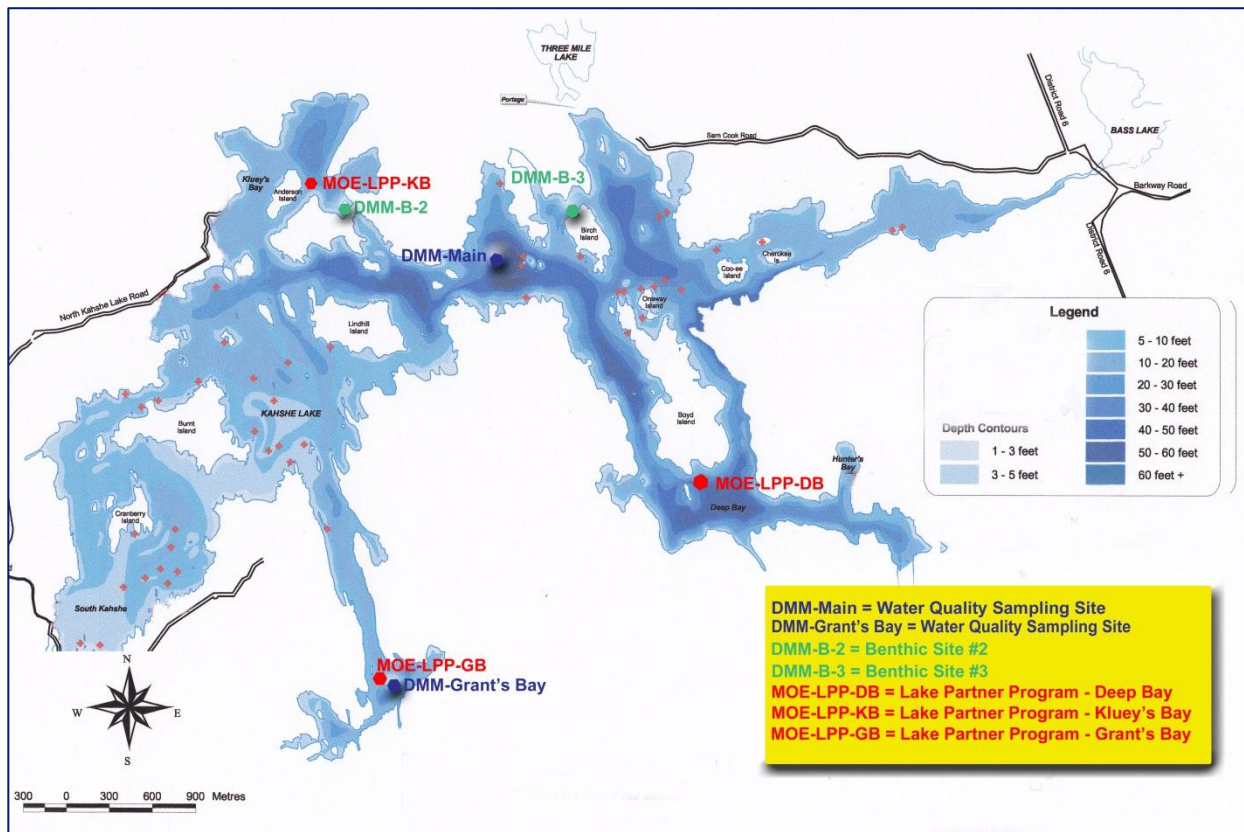 THREE MILE
LAKE
Portage
District Road 6
BASS LAKE
Sam Cook Road
Barkway Road
District Road 6
Kluey's
Bay
Anderson
Island
MOE-LPP-KB
DMM-B-2
DMM-B-3
Birch
Island
DMM-Main
Cherokee
Is.
Coo-ee
Island
Onaway
Island
North Kahshe Lake Road
Lindhill
Island
KAHSHE LAKE
Burnt
Island
Boyd
Island
Hunter's
Bay
MOE-LPP-DB
Deep Bay
Cranberry
Island
South Kahshe
MOE-LPP-GB
DMM-Grant's Bay
Legend
Depth Contours
1 - 3 feet
3 - 5 feet
5 - 10 feet
10 - 20 feet
20 - 30 feet
30 - 40 feet
40 - 50 feet
50 - 60 feet
60 feet +
DMM-Main = Water Quality Sampling Site
DMM-Grant's Bay = Water Quality Sampling Site
DMM-B-2 = Benthic Site #2
DMM-B-3 = Benthic Site #3
MOE-LPP-DB = Lake Partner Program - Deep Bay
MOE-LPP-KB = Lake Partner Program - Kluey's Bay
MOE-LPP-GB = Lake Partner Program - Grant's Bay
N
W E
S
300 0 300 600 900 Metres